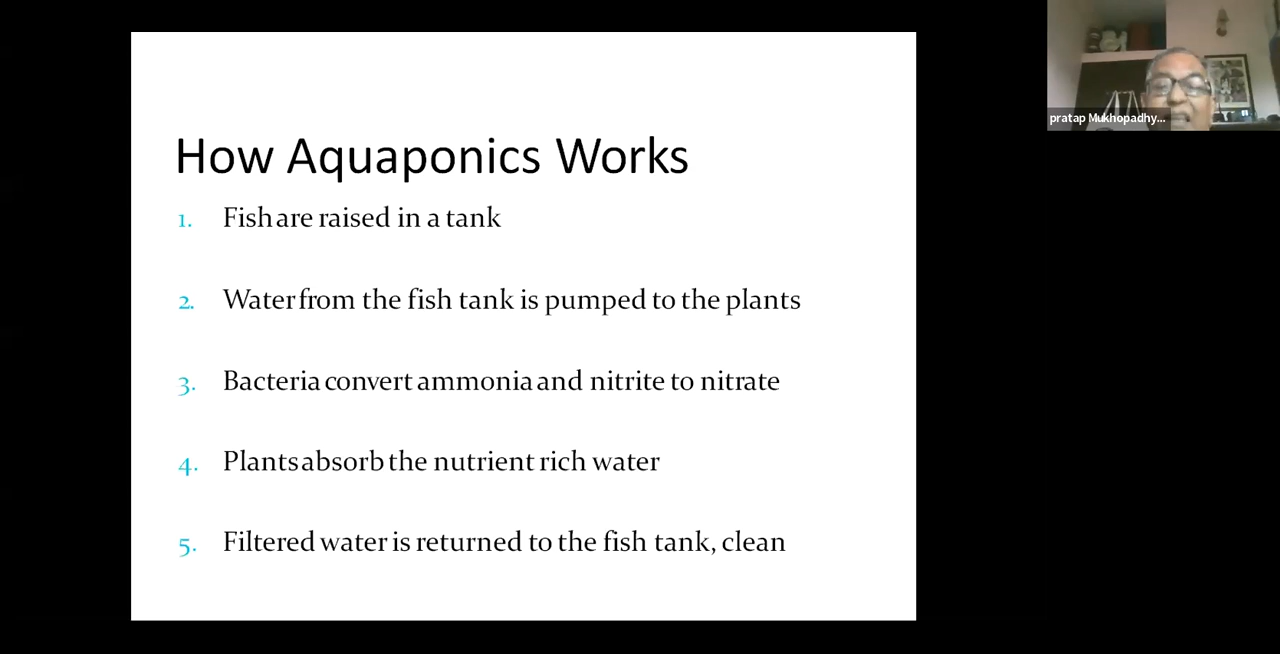 How Aquaponics Works
1. Fish are raised in a tank
2. Water from the fish tank is pumped to the plants
3. Bacteria convert ammonia and nitrite to nitrate
4. Plants absorb the nutrient rich water
5. Filtered water is returned to the fish tank, clean
pratap Mukhopadhy...